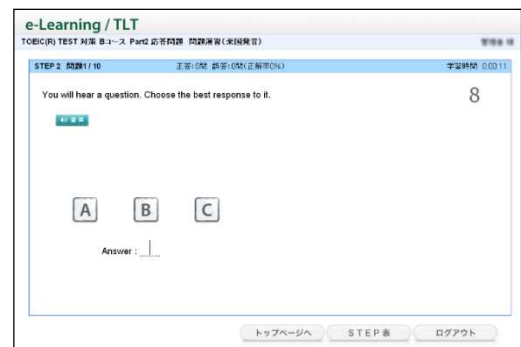 e-Learning / TLT
TOEIC(R) TEST 対策 Bコース Part2 応答問題 問題演習(米国発音)
STEP 2 問題1/10 正答:0問 誤答:0問(正解率0%) 学習時間 0:00:11
You will hear a question. Choose the best response to it.
8
A B C
Answer :
トップページへ STEP表 ログアウト